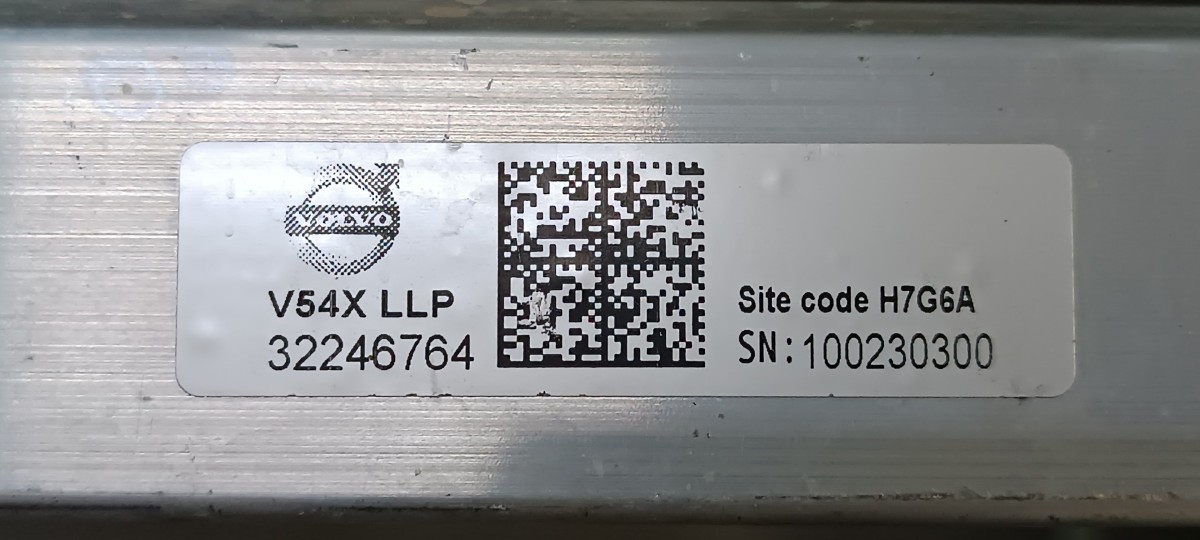 VOLVO
V54X LLP
32246764
Site code H7G6A
SN: 100230300